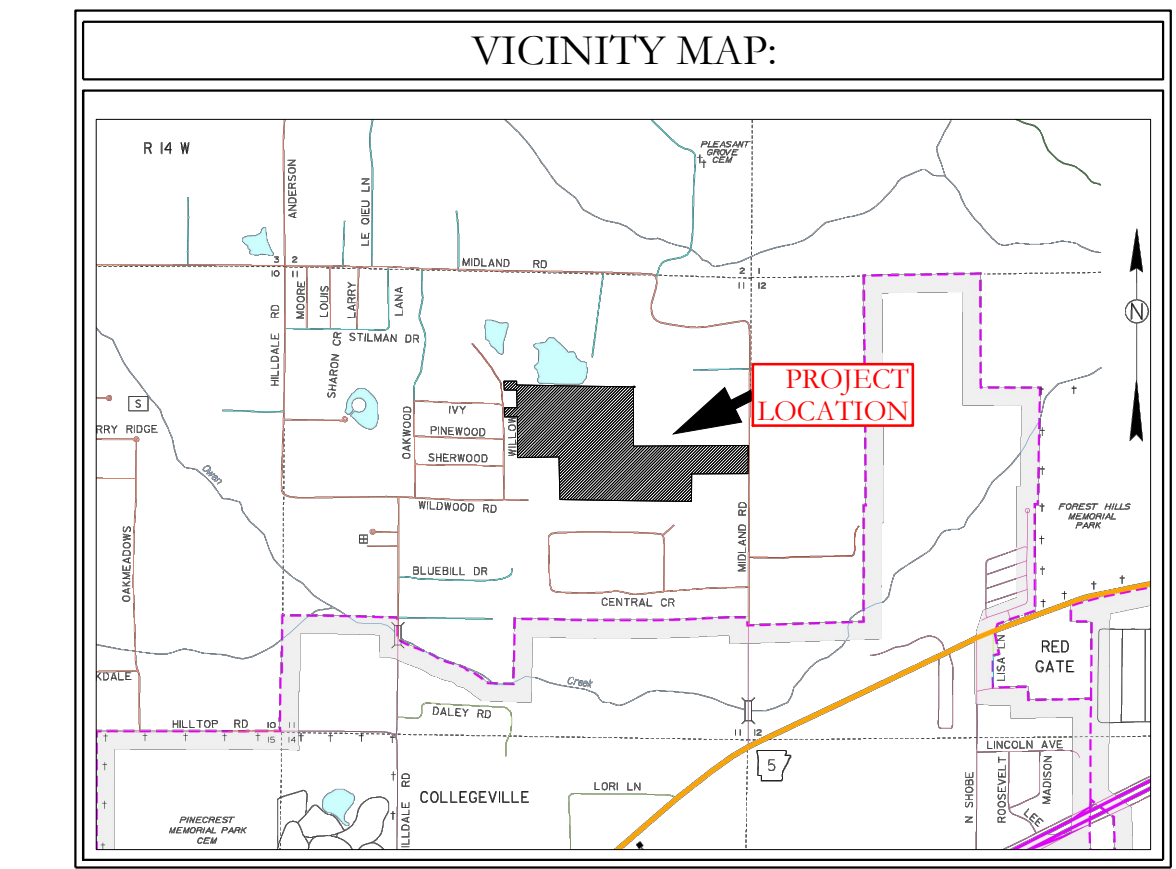 VICINITY MAP:
R 14 W
PLEASANT
GROVE
CEM
ANDERSON
LE QIEU LN
3 2
10 11
MIDLAND RD
2 1
11 12
HILLDALE RD
MOORE
LOUIS
LARRY
LANA
STILMAN DR
SHARON CR
N
PROJECT
LOCATION
S
RRY RIDGE
OAKWOOD
IVY
PINEWOOD
SHERWOOD
WILLOW
WILDWOOD RD
Owen
OAKMEADOWS
MIDLAND RD
FOREST HILLS
MEMORIAL
PARK
BLUEBILL DR
CENTRAL CR
LISA LN
RED
GATE
KDALE
Creek
DALEY RD
HILLTOP RD
10 11
15 14
11 12
5
LINCOLN AVE
LORI LN
COLLEGEVILLE
ILLDALE RD
N SHOBE
ROOSEVELT
MADISON
LEE
PINECREST
MEMORIAL PARK
CEM